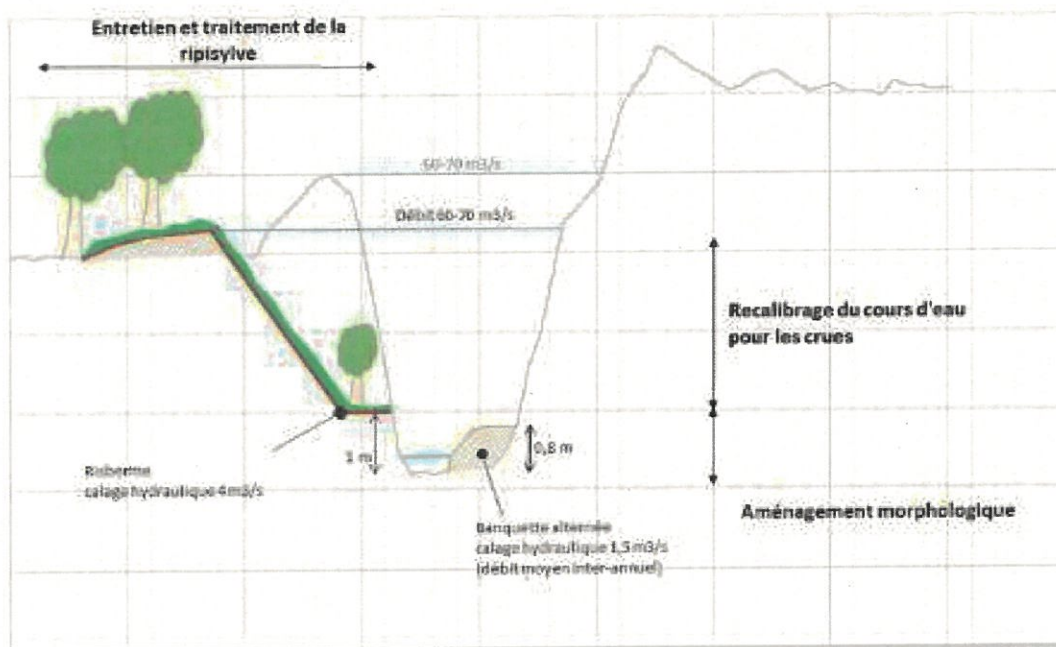 Entretien et traitement de la
ripisylve
60-70 m3/s
Débit 60-70 m3/s
Recalibrage du cours d'eau
pour les crues
1 m
0,8 m
Risberme
calage hydraulique 4 m3/s
Aménagement morphologique
Banquette alternée
calage hydraulique 1,5 m3/s
(débit moyen inter-annuel)